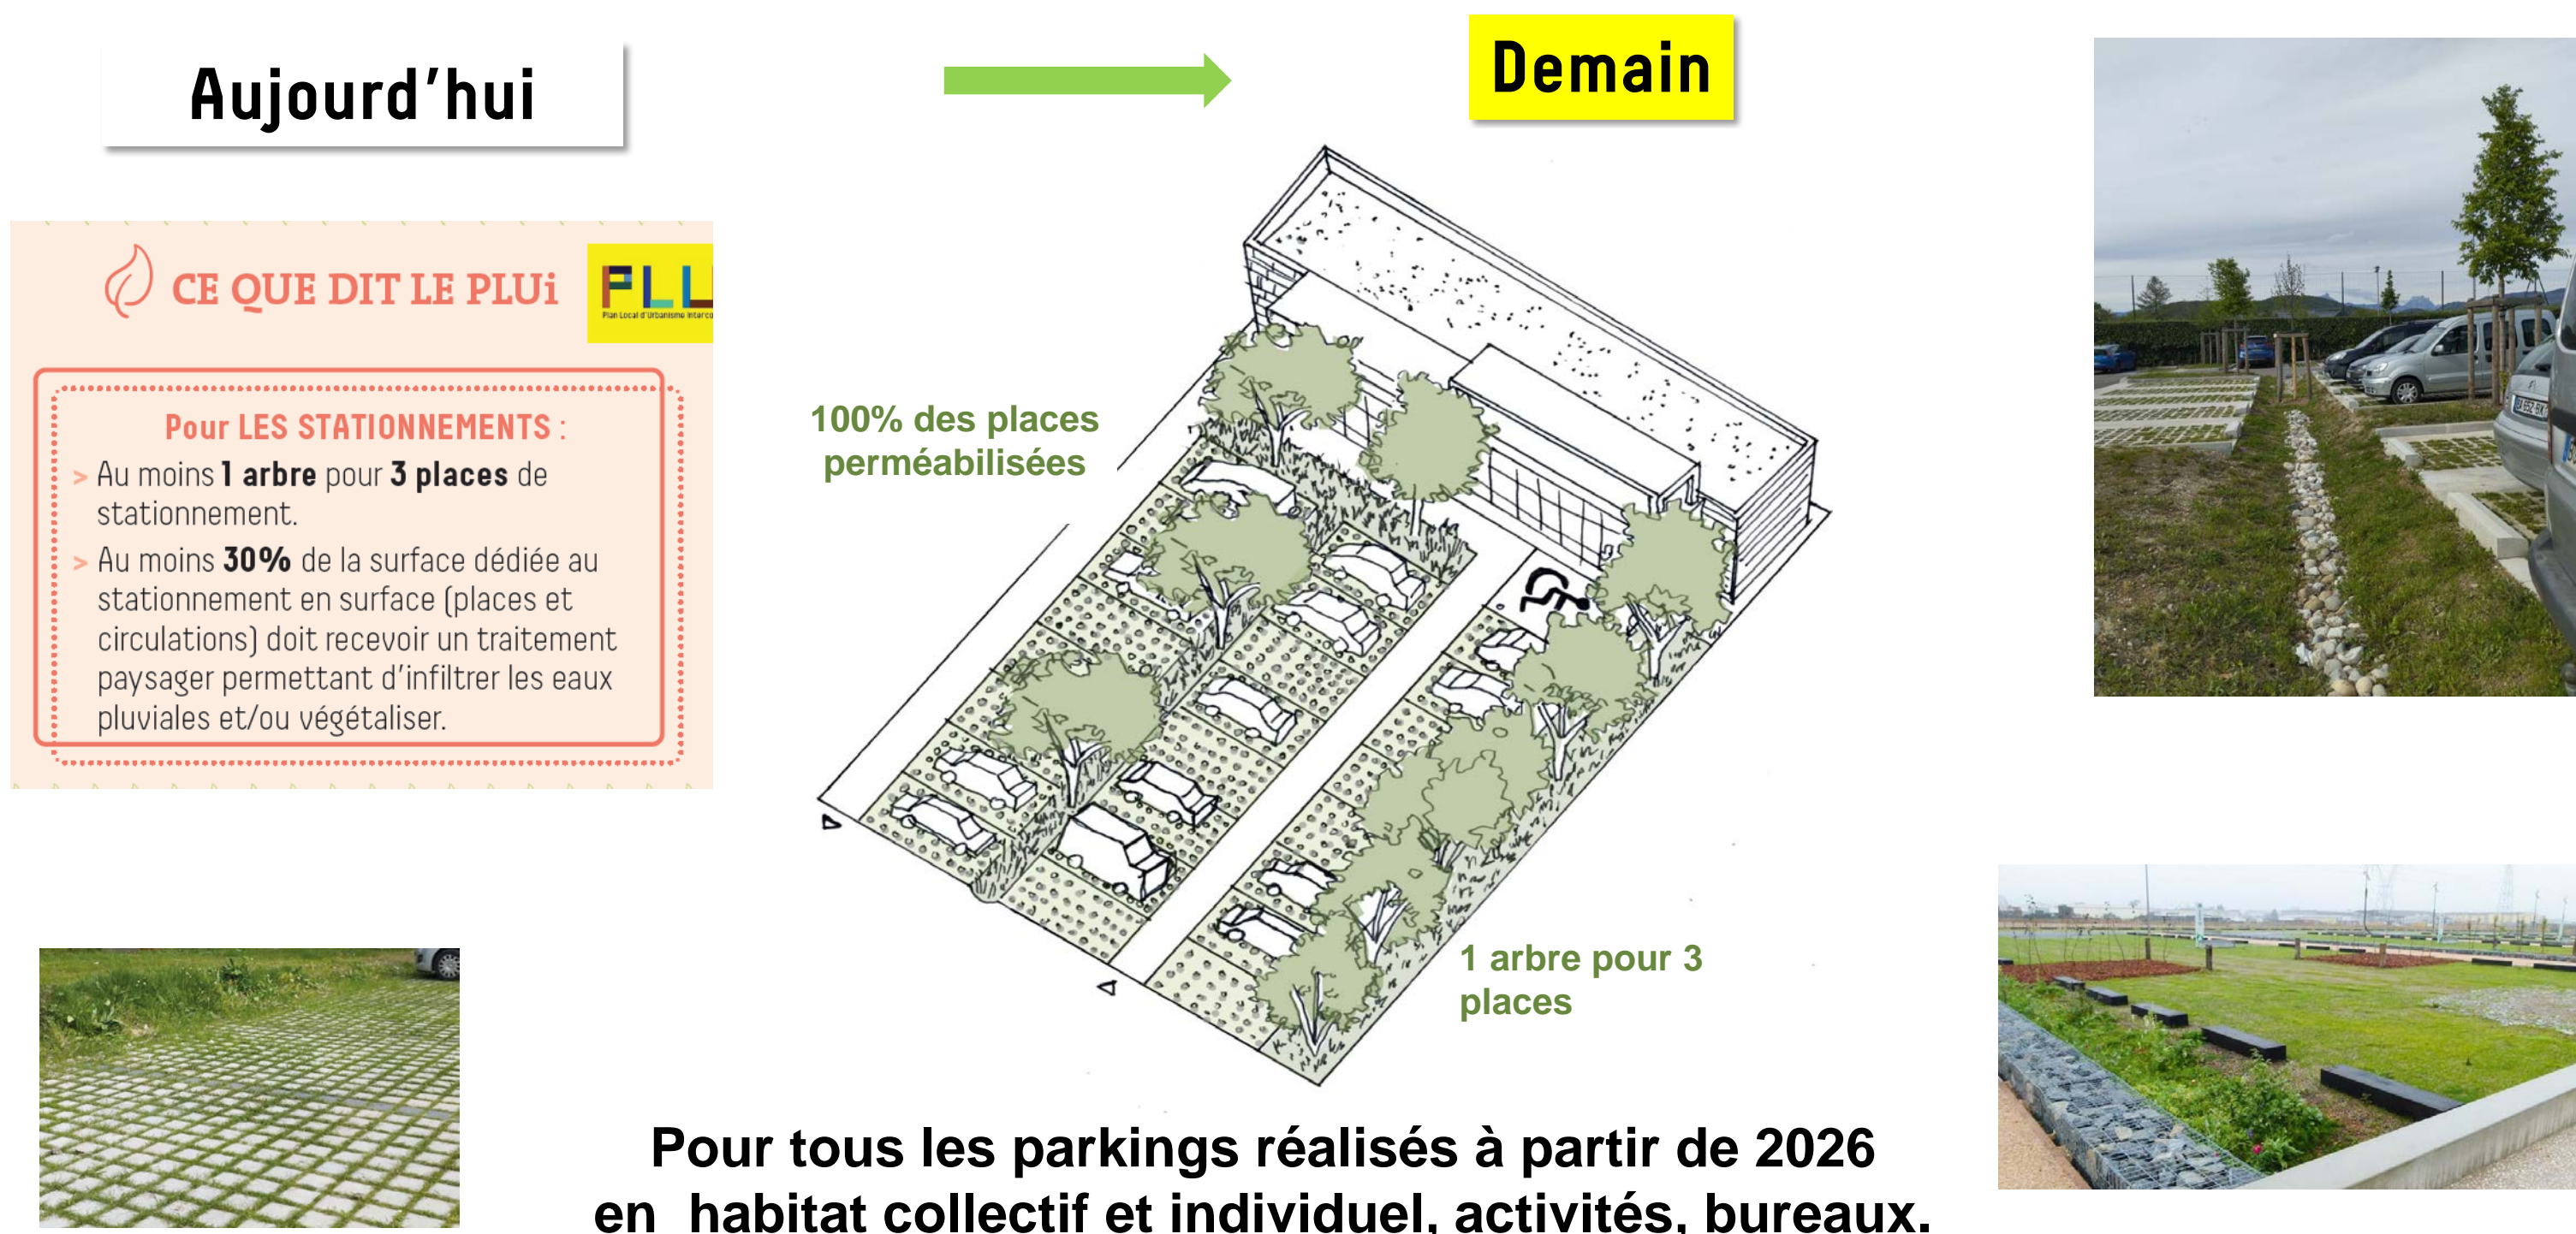 Aujourd'hui
Demain
CE QUE DIT LE PLUi
Plan Local d'Urbanisme
Pour LES STATIONNEMENTS :
> Au moins 1 arbre pour 3 places de
stationnement.
> Au moins 30% de la surface dédiée au
stationnement en surface (places et
circulations) doit recevoir un traitement
paysager permettant d'infiltrer les eaux
pluviales et/ou végétaliser.
100% des places
perméabilisées
1 arbre pour 3
places
Pour tous les parkings réalisés à partir de 2026
en habitat collectif et individuel, activités, bureaux.